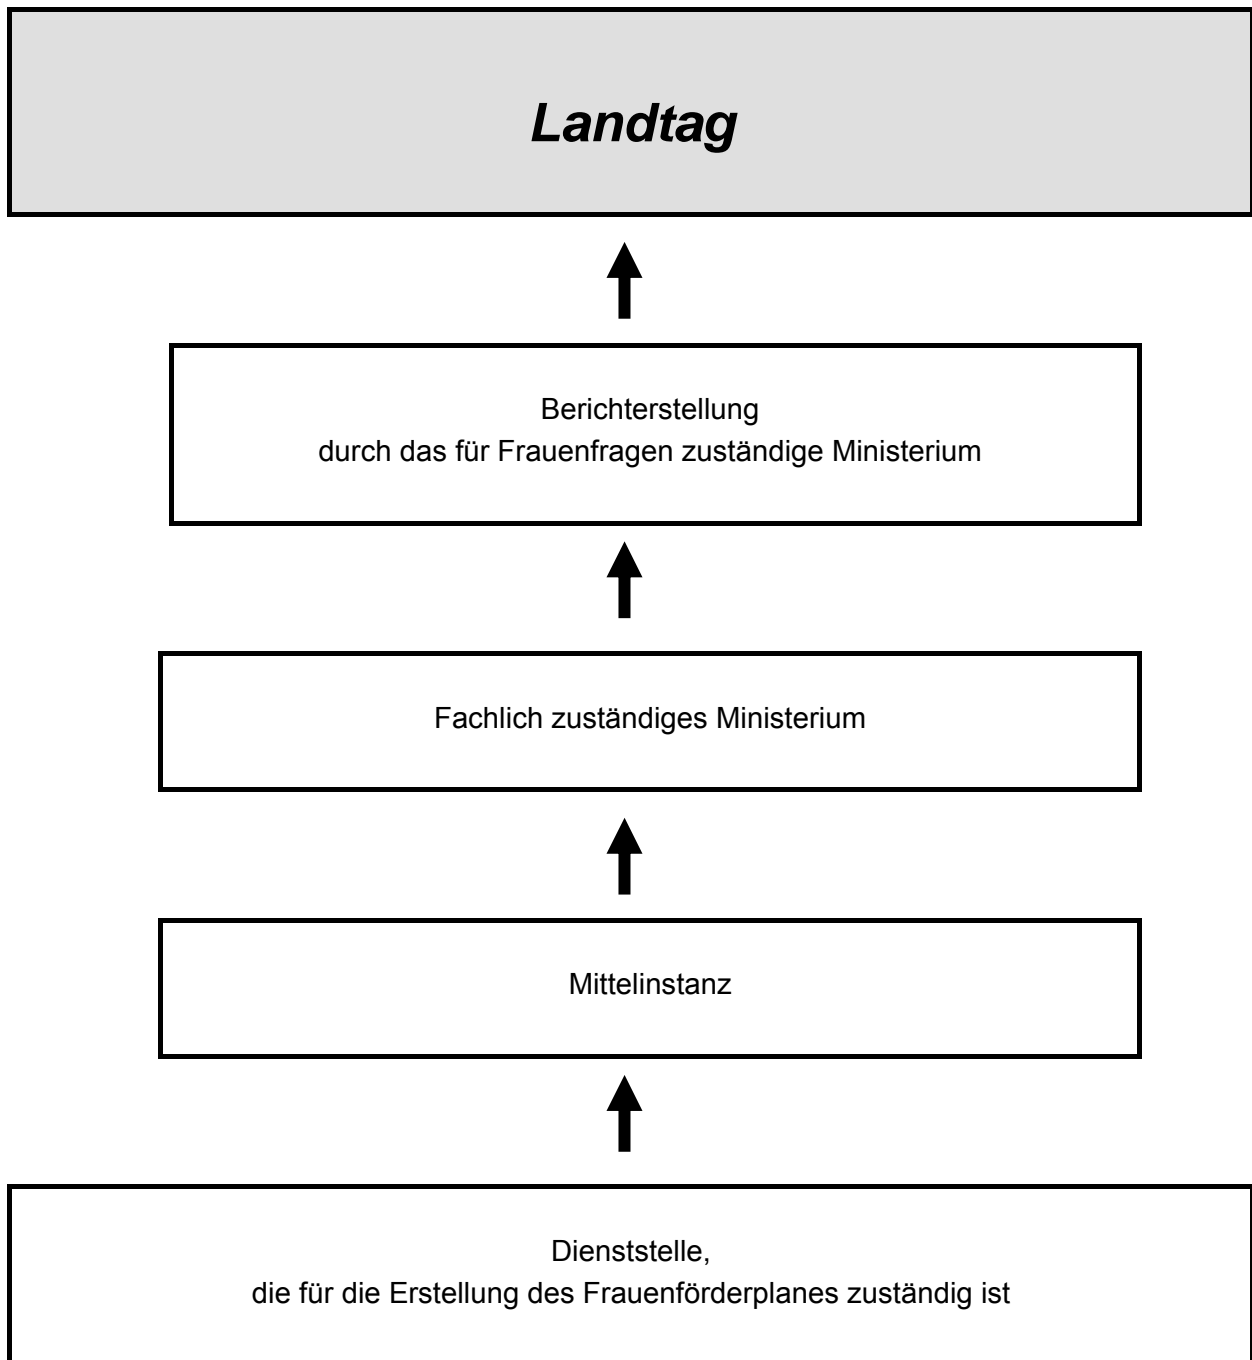 Landtag
Berichterstellung
durch das für Frauenfragen zuständige Ministerium
Fachlich zuständiges Ministerium
Mittelinstanz
Dienststelle,
die für die Erstellung des Frauenförderplanes zuständig ist